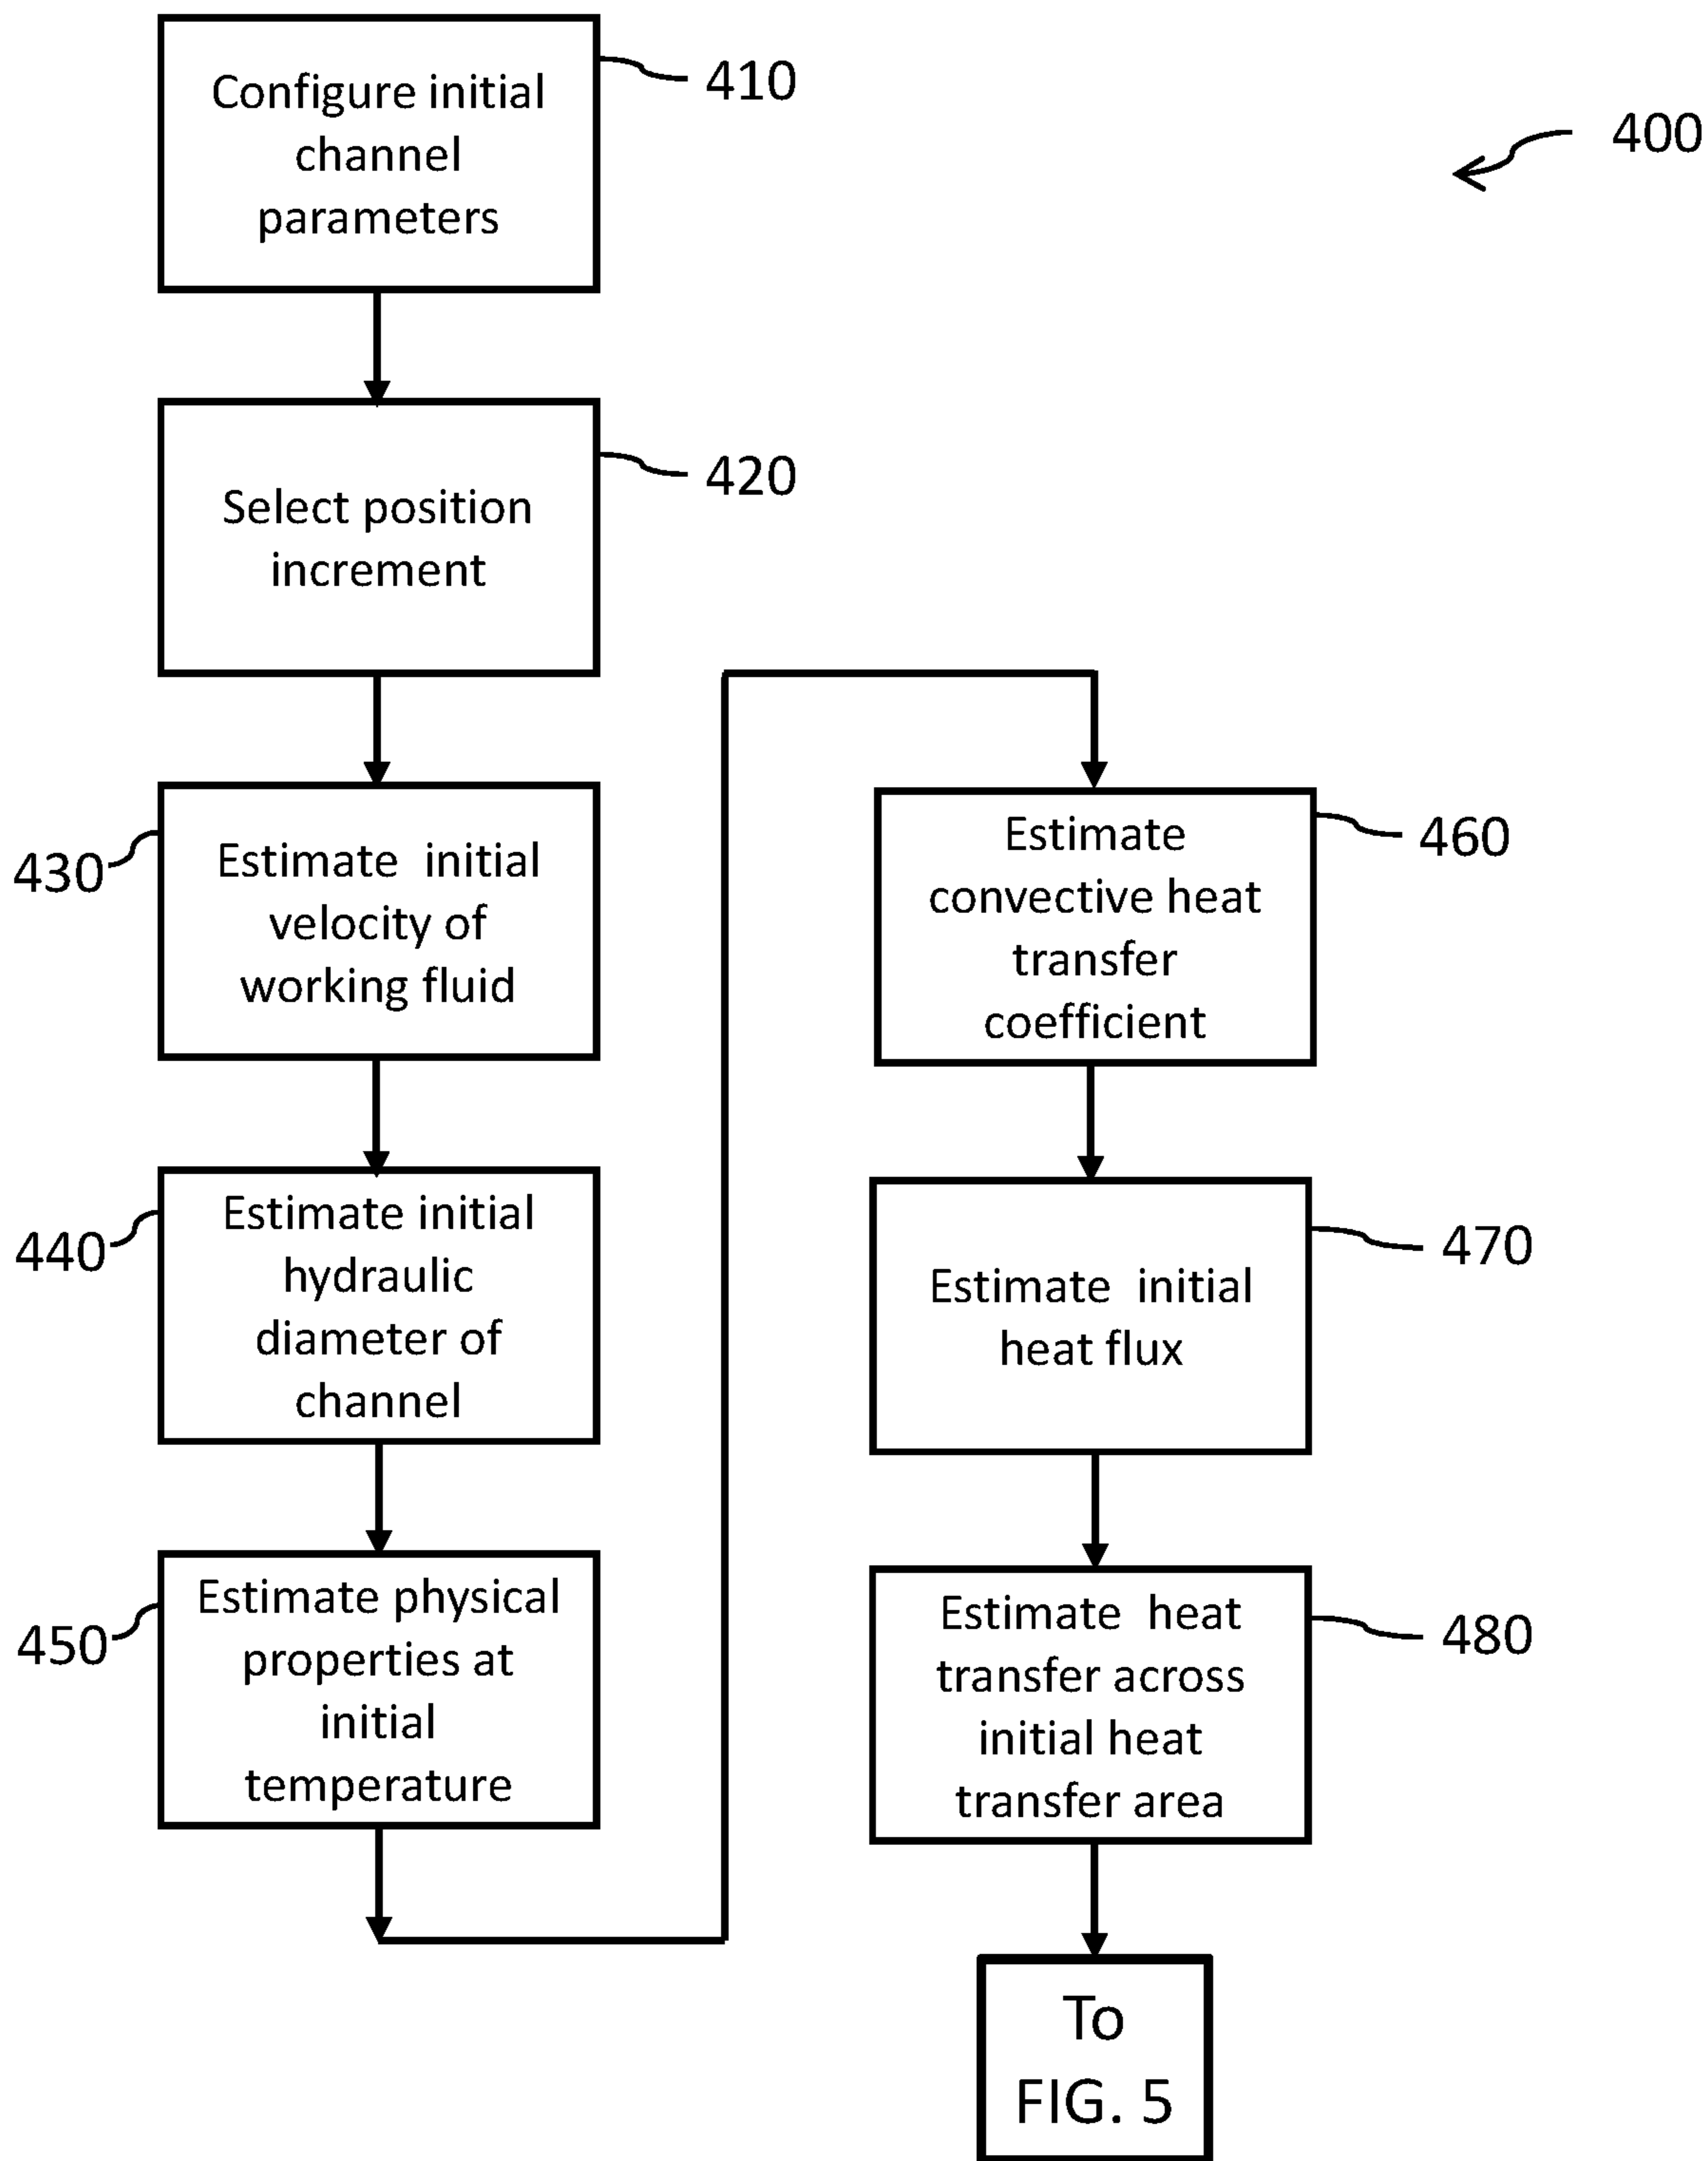 Configure initial
channel
parameters
410
400
Select position
increment
420
430
Estimate initial
velocity of
working fluid
440
Estimate initial
hydraulic
diameter of
channel
450
Estimate physical
properties at
initial
temperature
Estimate
convective heat
transfer
coefficient
460
Estimate initial
heat flux
470
Estimate heat
transfer across
initial heat
transfer area
480
To
FIG. 5